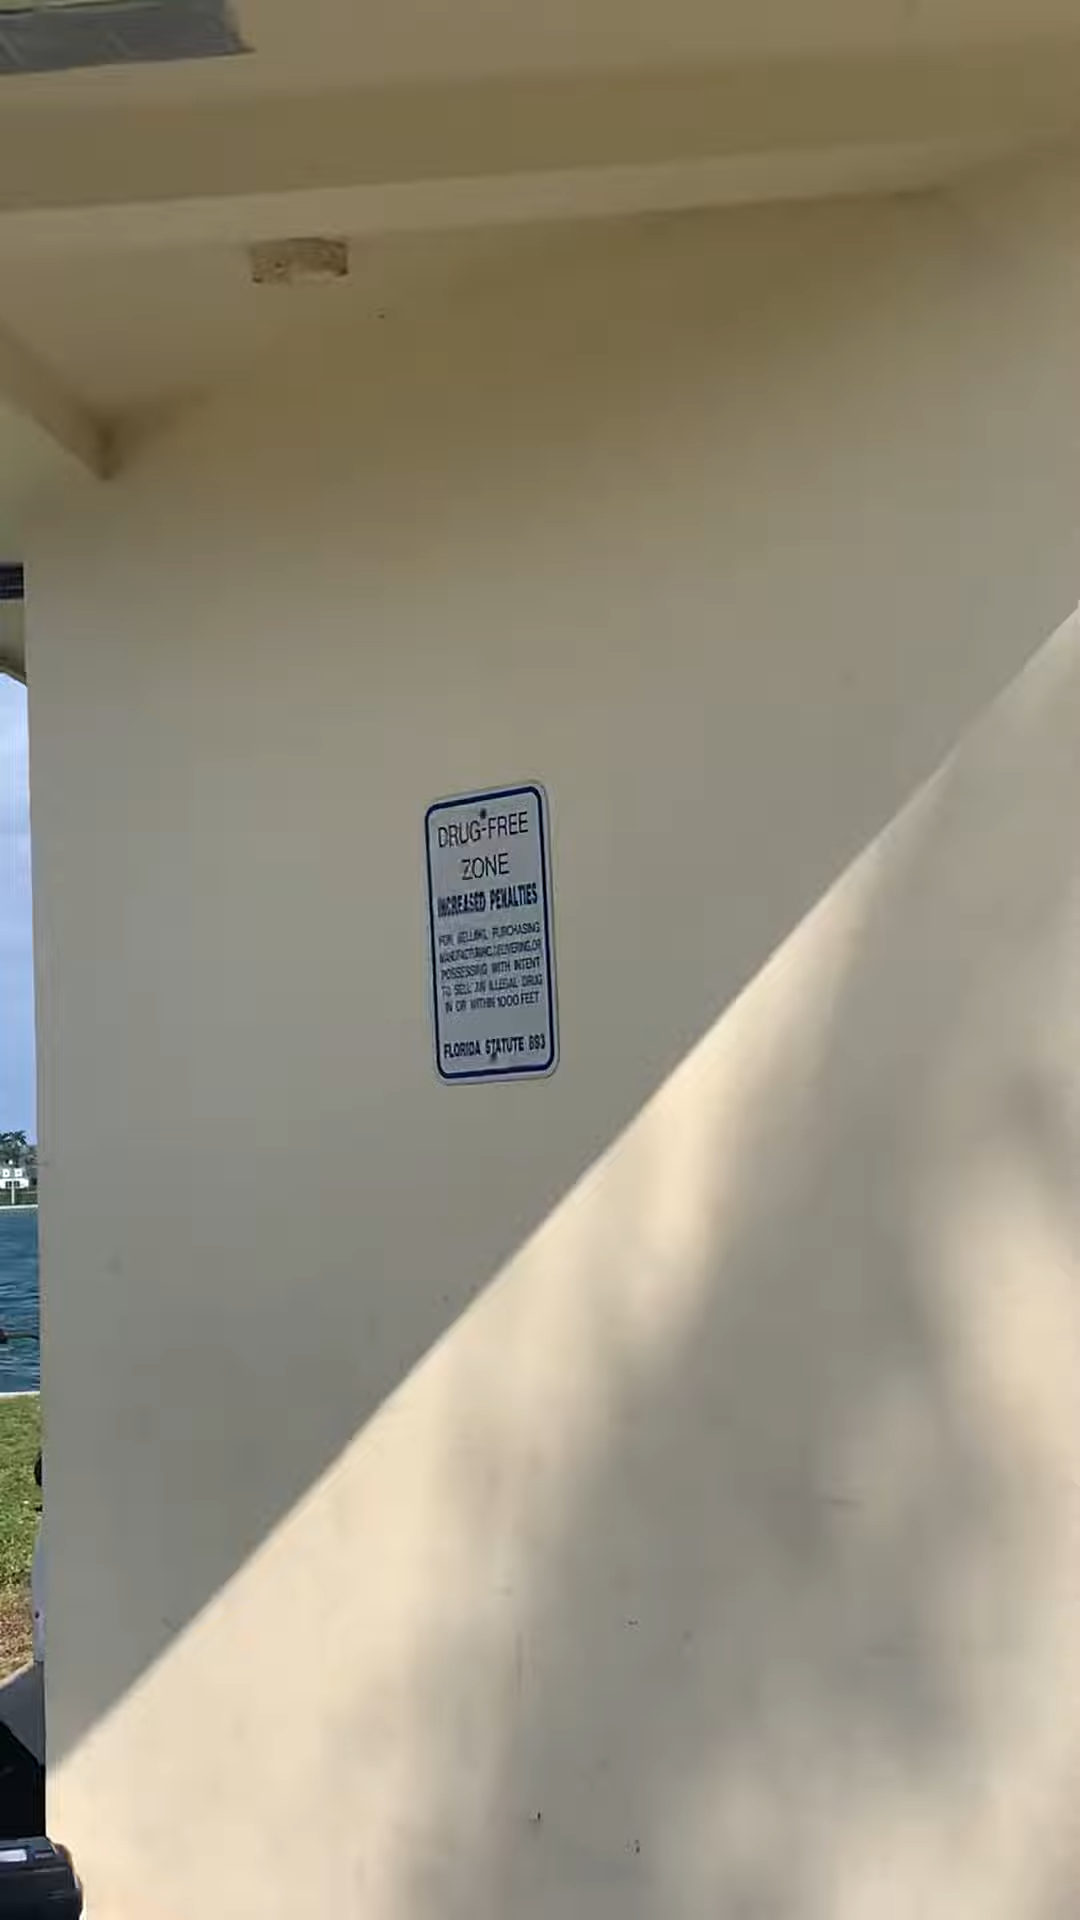 DRUG-FREE
ZONE
INCREASED PENALTIES
FOR SELLING, PURCHASING
MANUFACTURING, DELIVERING, OR
POSSESSING WITH INTENT
TO SELL AN ILLEGAL DRUG
IN OR WITHIN 1000 FEET
FLORIDA STATUTE 893